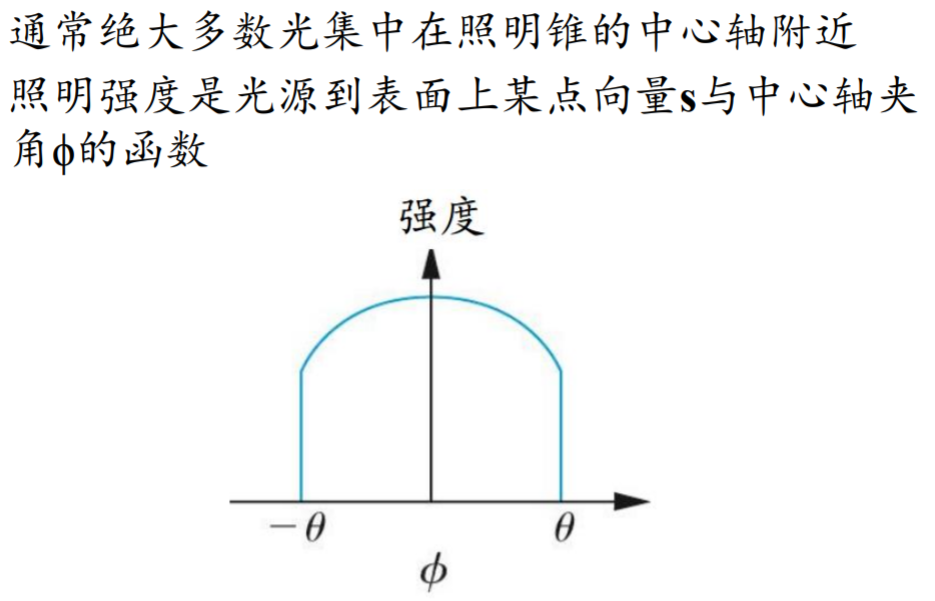 通常绝大多数光集中在照明锥的中心轴附近
照明强度是光源到表面上某点向量s与中心轴夹
角ϕ的函数
强度
−θ
θ
ϕ